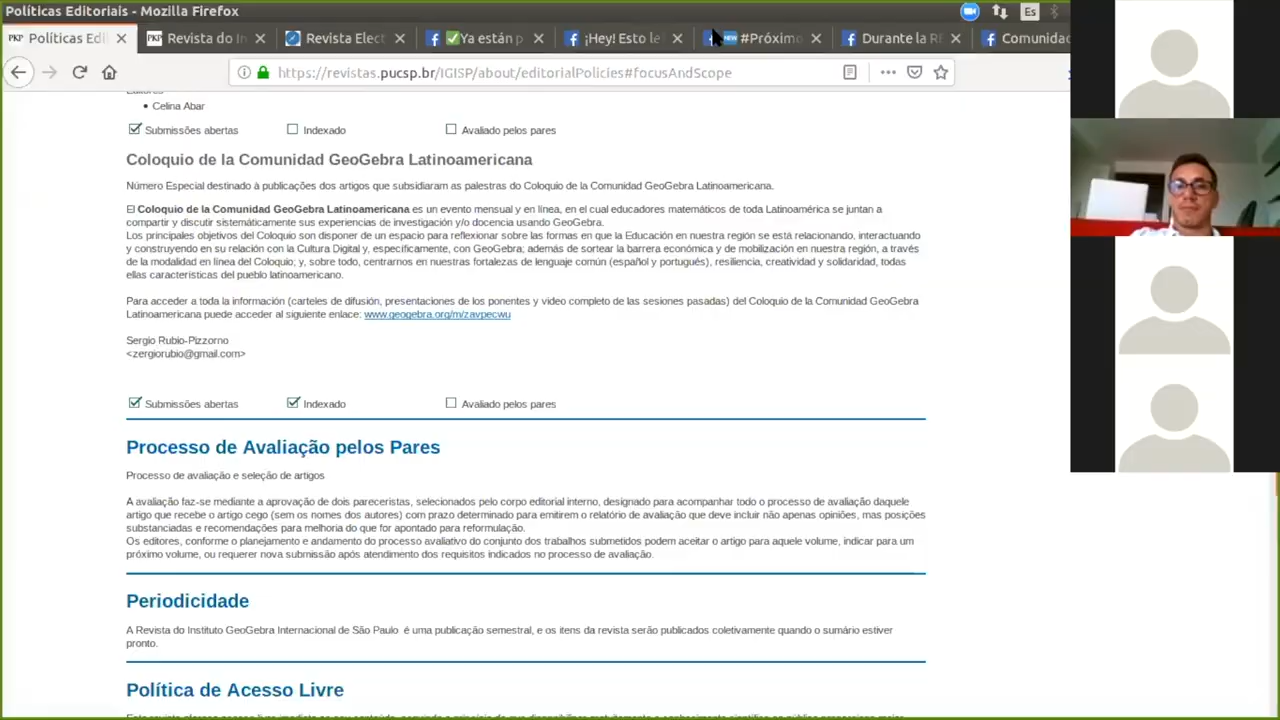 Políticas Editoriais - Mozilla Firefox
Es
PKP Políticas Edi
PKP Revista do In
Revista Elect
Ya están p
¡Hey! Esto le
NEW #Próximo
Durante la RE
Comunidad
https://revistas.pucsp.br/IGISP/about/editorialPolicies#focusAndScope
Editores
• Celina Abar
Submissões abertas Indexado Avaliado pelos pares
Coloquio de la Comunidad GeoGebra Latinoamericana
Número Especial destinado à publicações dos artigos que subsidiaram as palestras do Coloquio de la Comunidad GeoGebra Latinoamericana.
El Coloquio de la Comunidad GeoGebra Latinoamericana es un evento mensual y en línea, en el cual educadores matemáticos de toda Latinoamérica se juntan a
compartir y discutir sistemáticamente sus experiencias de investigación y/o docencia usando GeoGebra.
Los principales objetivos del Coloquio son disponer de un espacio para reflexionar sobre las formas en que la Educación en nuestra región se está relacionando, interactuando
y construyendo en su relación con la Cultura Digital y, específicamente, con GeoGebra; además de sortear la barrera económica y de mobilización en nuestra región, a través
de la modalidad en línea del Coloquio; y, sobre todo, centrarnos en nuestras fortalezas de lenguaje común (español y portugués), resiliencia, creatividad y solidaridad, todas
ellas características del pueblo latinoamericano.
Para acceder a toda la información (carteles de difusión, presentaciones de los ponentes y video completo de las sesiones pasadas) del Coloquio de la Comunidad GeoGebra
Latinoamericana puede acceder al siguiente enlace: www.geogebra.org/m/zavpecwu
Sergio Rubio-Pizzorno
<zergiorubio@gmail.com>
Submissões abertas Indexado Avaliado pelos pares
Processo de Avaliação pelos Pares
Processo de avaliação e seleção de artigos
A avaliação faz-se mediante a aprovação de dois pareceristas, selecionados pelo corpo editorial interno, designado para acompanhar todo o processo de avaliação daquele
artigo que recebe o artigo cego (sem os nomes dos autores) com prazo determinado para emitirem o relatório de avaliação que deve incluir não apenas opiniões, mas posições
substanciadas e recomendações para melhoria do que for apontado para reformulação.
Os editores, conforme o planejamento e andamento do processo avaliativo do conjunto dos trabalhos submetidos podem aceitar o artigo para aquele volume, indicar para um
próximo volume, ou requerer nova submissão após atendimento dos requisitos indicados no processo de avaliação.
Periodicidade
A Revista do Instituto GeoGebra Internacional de São Paulo é uma publicação semestral, e os itens da revista serão publicados coletivamente quando o sumário estiver
pronto.
Política de Acesso Livre